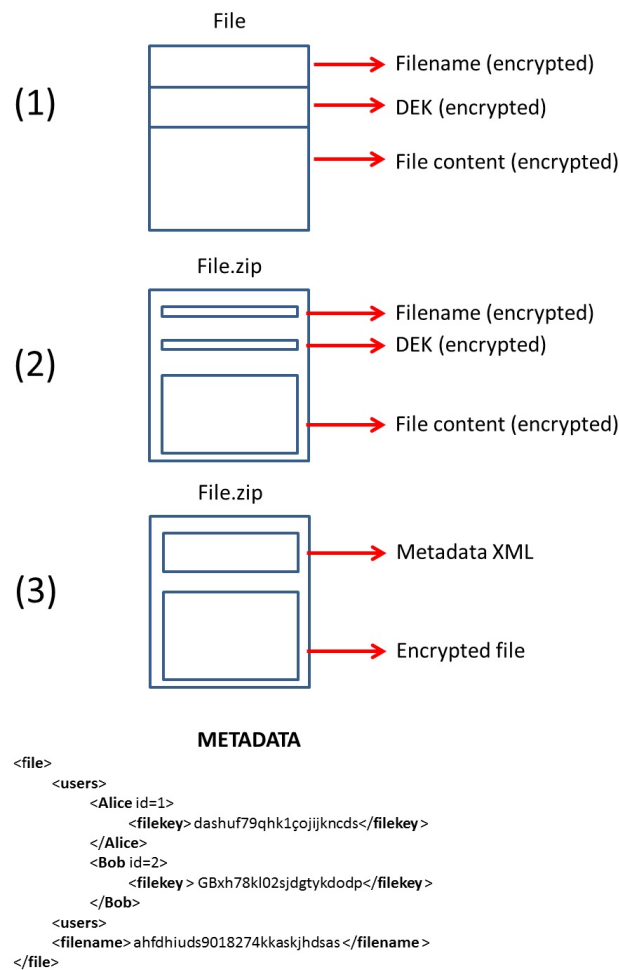 File
(1)
Filename (encrypted)
DEK (encrypted)
File content (encrypted)
File.zip
(2)
Filename (encrypted)
DEK (encrypted)
File content (encrypted)
File.zip
(3)
Metadata XML
Encrypted file
METADATA
<file>
<users>
<Alice id=1>
<filekey>dashuf79qhk1çojijkncds</filekey>
</Alice>
<Bob id=2>
<filekey> GBxh78kl02sjdgtykdodp</filekey>
</Bob>
<users>
<filename>ahfdhiuds9018274kkaskjhdsas</filename>
</file>